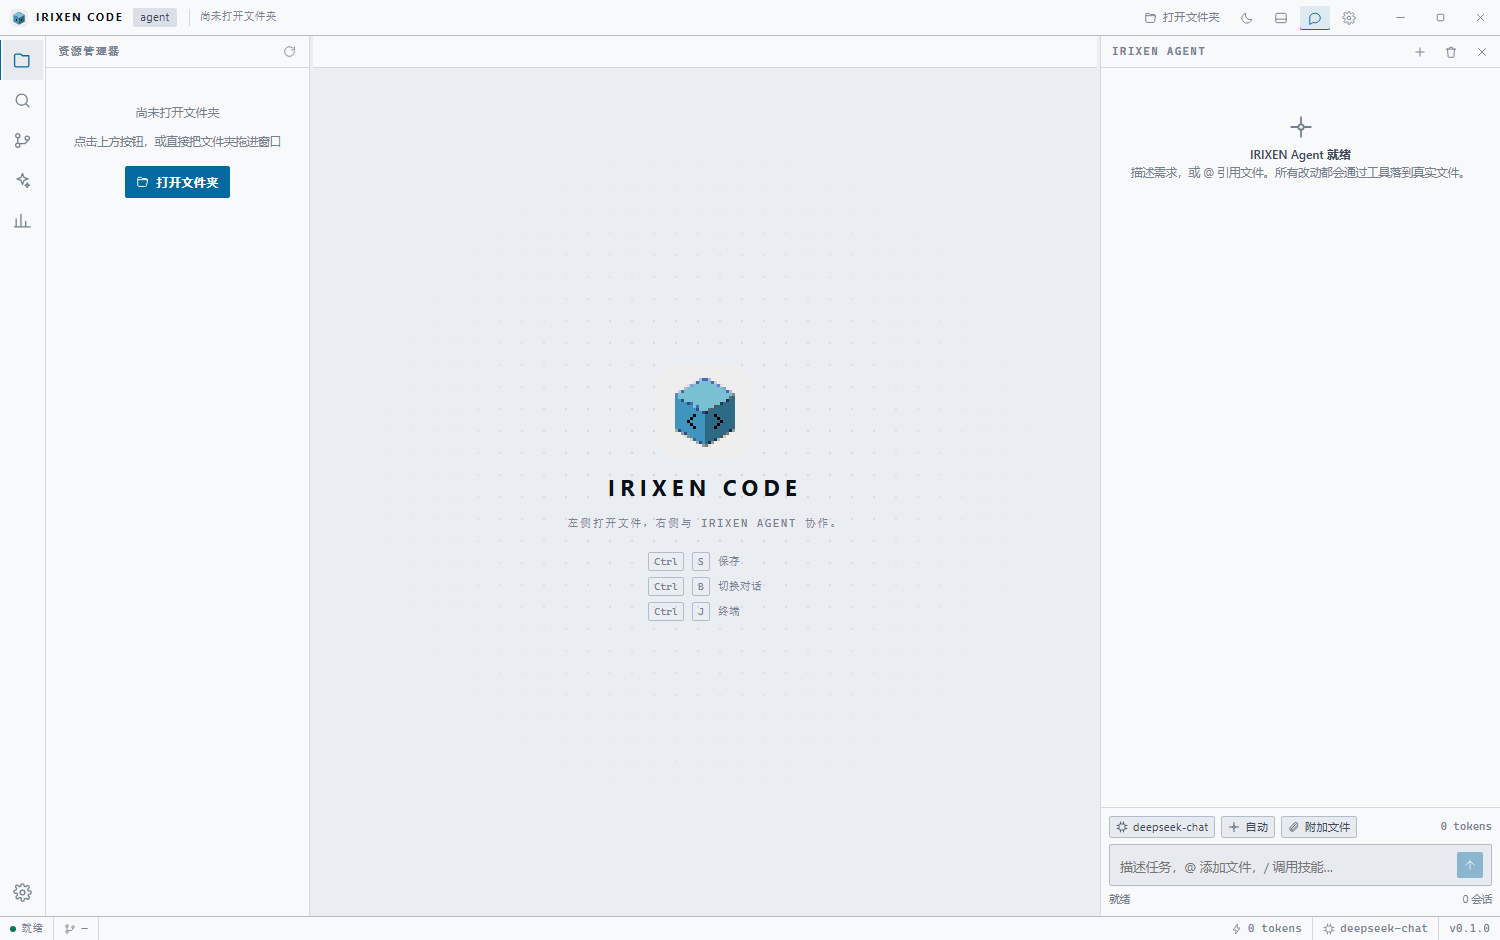 IRIXEN CODE agent 尚未打开文件夹 打开文件夹
资源管理器
尚未打开文件夹
点击上方按钮，或直接把文件夹拖进窗口
打开文件夹
IRIXEN CODE
左侧打开文件，右侧与 IRIXEN AGENT 协作。
Ctrl S 保存
Ctrl B 切换对话
Ctrl J 终端
IRIXEN AGENT
IRIXEN Agent 就绪
描述需求，或 @ 引用文件。所有改动都会通过工具落到真实文件。
deepseek-chat 自动 附加文件 0 tokens
描述任务，@ 添加文件，/ 调用技能...
就绪 0 会话
就绪 — 0 tokens deepseek-chat v0.1.0